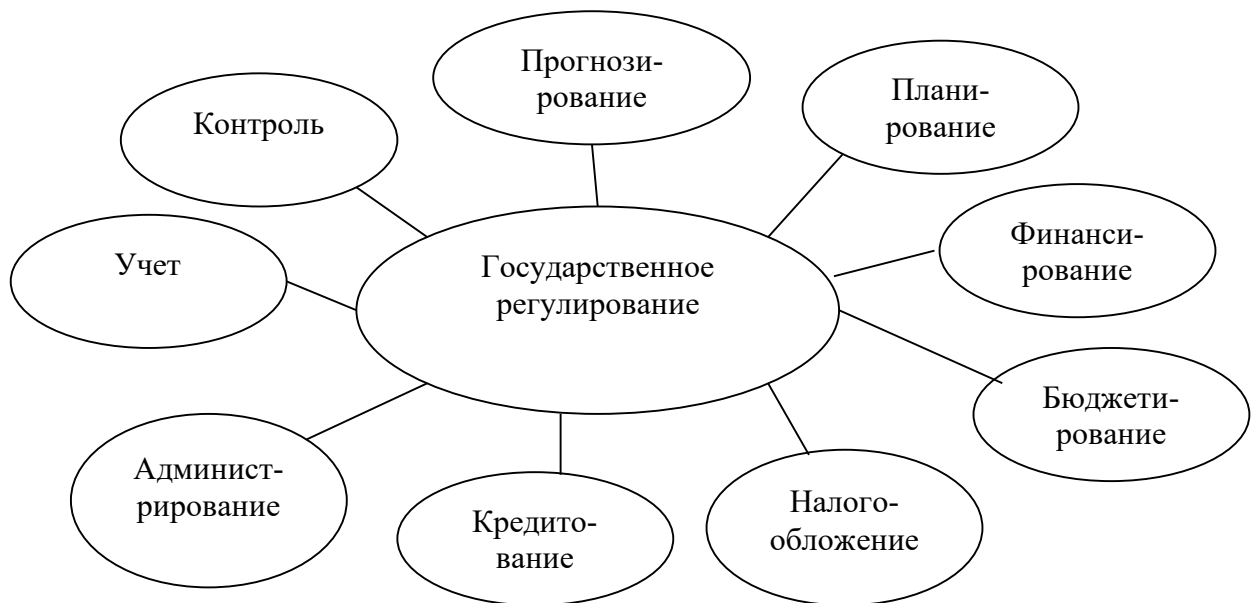 Прогнози-
рование
Плани-
рование
Контроль
Финанси-
рование
Учет
Государственное
регулирование
Бюджети-
рование
Админист-
рирование
Кредито-
вание
Налого-
обложение